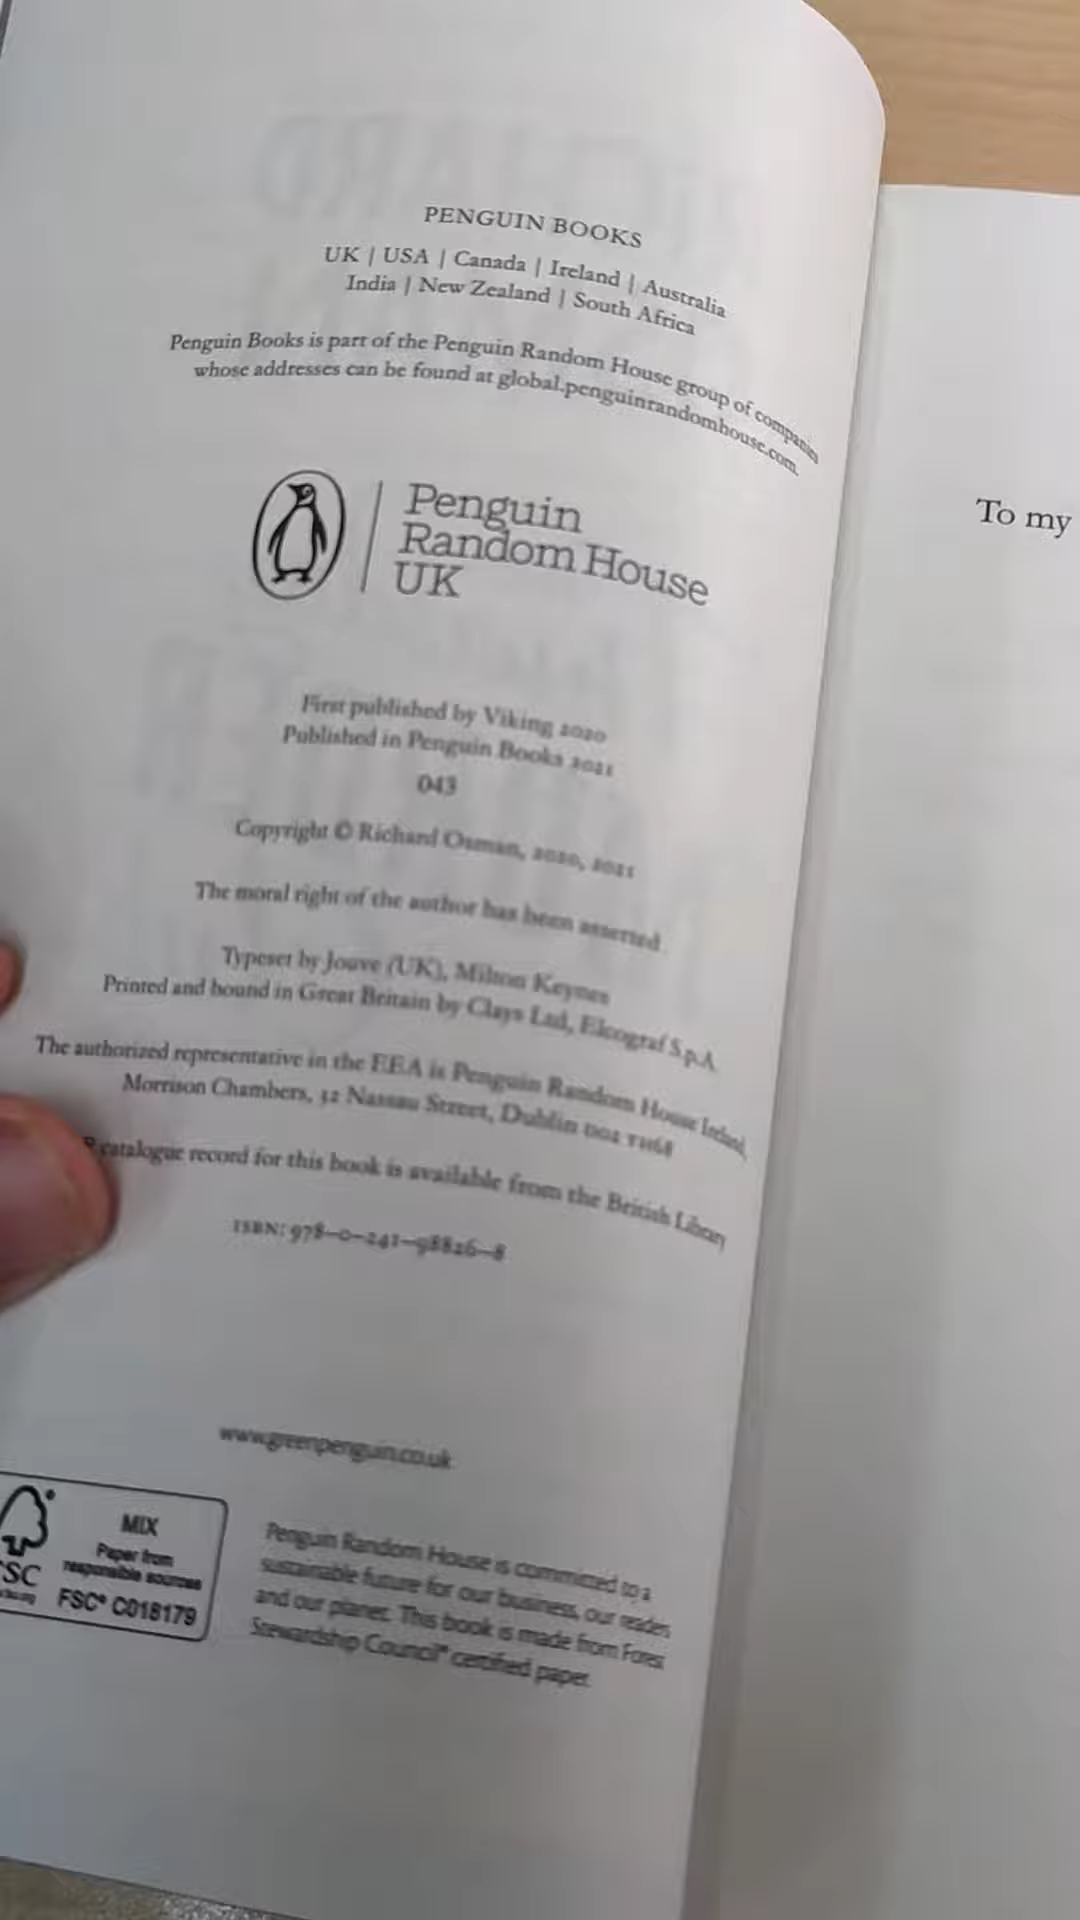 PENGUIN BOOKS
UK | USA | Canada | Ireland | Australia
India | New Zealand | South Africa
Penguin Books is part of the Penguin Random House group of companies
whose addresses can be found at global.penguinrandomhouse.com.
Penguin
Random House
UK
First published by Viking 2020
Published in Penguin Books 2021
043
Copyright © Richard Osman, 2020, 2021
The moral right of the author has been asserted
Typeset by Jouve (UK), Milton Keynes
Printed and bound in Great Britain by Clays Ltd, Elcograf S.p.A.
The authorized representative in the EEA is Penguin Random House Ireland,
Morrison Chambers, 32 Nassau Street, Dublin D02 YH68
catalogue record for this book is available from the British Library
ISBN: 978–0–241–98826–8
www.greenpenguin.co.uk
MIX
Paper from
responsible sources
FSC® C018179
Penguin Random House is committed to a
sustainable future for our business, our readers
and our planet. This book is made from Forest
Stewardship Council® certified paper.
To my